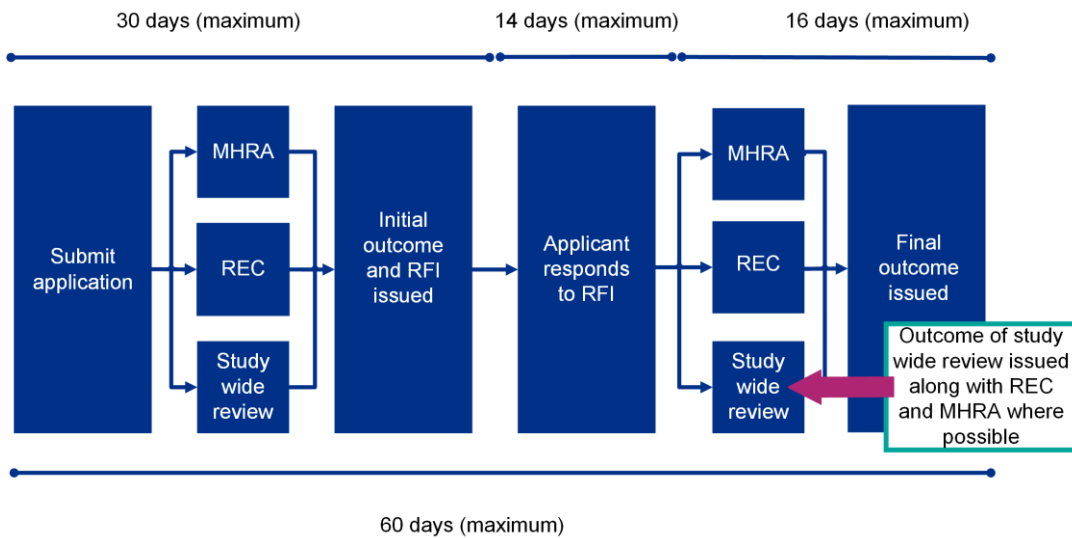 30 days (maximum)
14 days (maximum)
16 days (maximum)
Submit
application
MHRA
REC
Study
wide
review
Initial
outcome
and RFI
issued
Applicant
responds
to RFI
MHRA
REC
Study
wide
review
Final
outcome
issued
Outcome of study
wide review issued
along with REC
and MHRA where
possible
60 days (maximum)